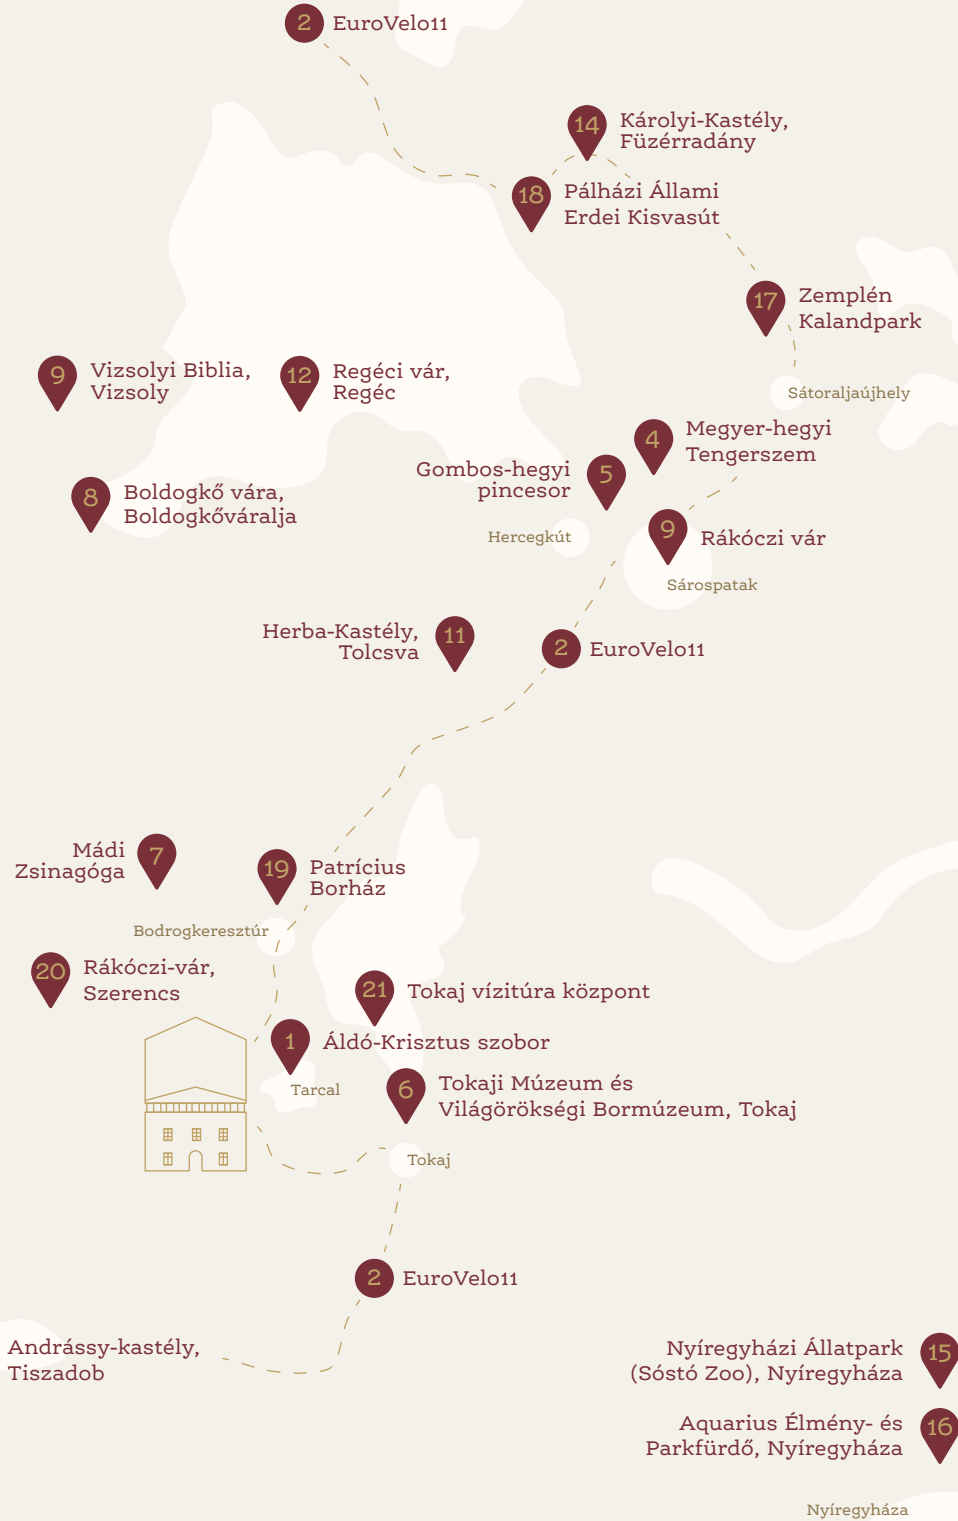 2 EuroVelo11
14 Károlyi-Kastély,
Füzérradány
18 Pálházi Állami
Erdei Kisvasút
17 Zemplén
Kalandpark
9 Vizsolyi Biblia,
Vizsoly
12 Regéci vár,
Regéc
Sátoraljaújhely
4 Megyer-hegyi
Tengerszem
Gombos-hegyi 5
pincesor
8 Boldogkő vára,
Boldogkőváralja
Hercegkút
9 Rákóczi vár
Sárospatak
Herba-Kastély, 11
Tolcsva
2 EuroVelo11
Mádi 7
Zsinagóga
19 Patrícius
Borház
Bodrogkeresztúr
20 Rákóczi-vár,
Szerencs
21 Tokaj vízitúra központ
1 Áldó-Krisztus szobor
Tarcal
6 Tokaji Múzeum és
Világörökségi Bormúzeum, Tokaj
Tokaj
2 EuroVelo11
Andrássy-kastély,
Tiszadob
Nyíregyházi Állatpark 15
(Sóstó Zoo), Nyíregyháza
Aquarius Élmény- és 16
Parkfürdő, Nyíregyháza
Nyíregyháza